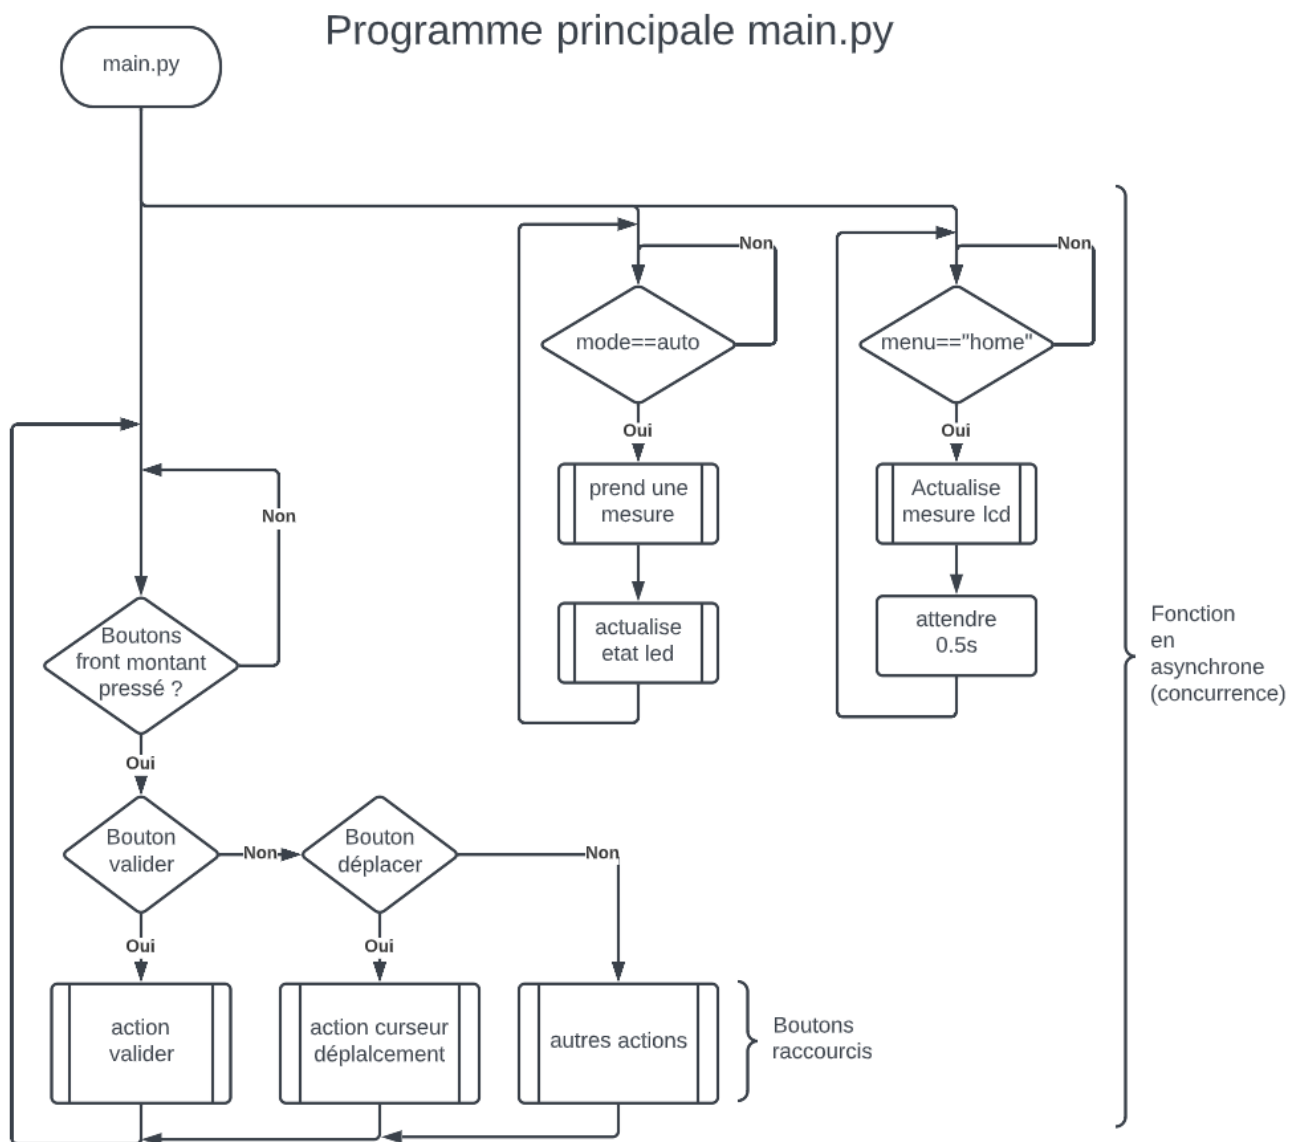 Programme principale main.py
main.py
Non
Non
mode==auto
menu=="home"
Oui
Oui
prend une
mesure
Actualise
mesure lcd
Non
actualise
etat led
attendre
0.5s
Fonction
en
asynchrone
(concurrence)
Boutons
front montant
pressé ?
Oui
Bouton
valider
Non
Bouton
déplacer
Non
Oui
Oui
action
valider
action curseur
déplalcement
autres actions
Boutons
raccourcis